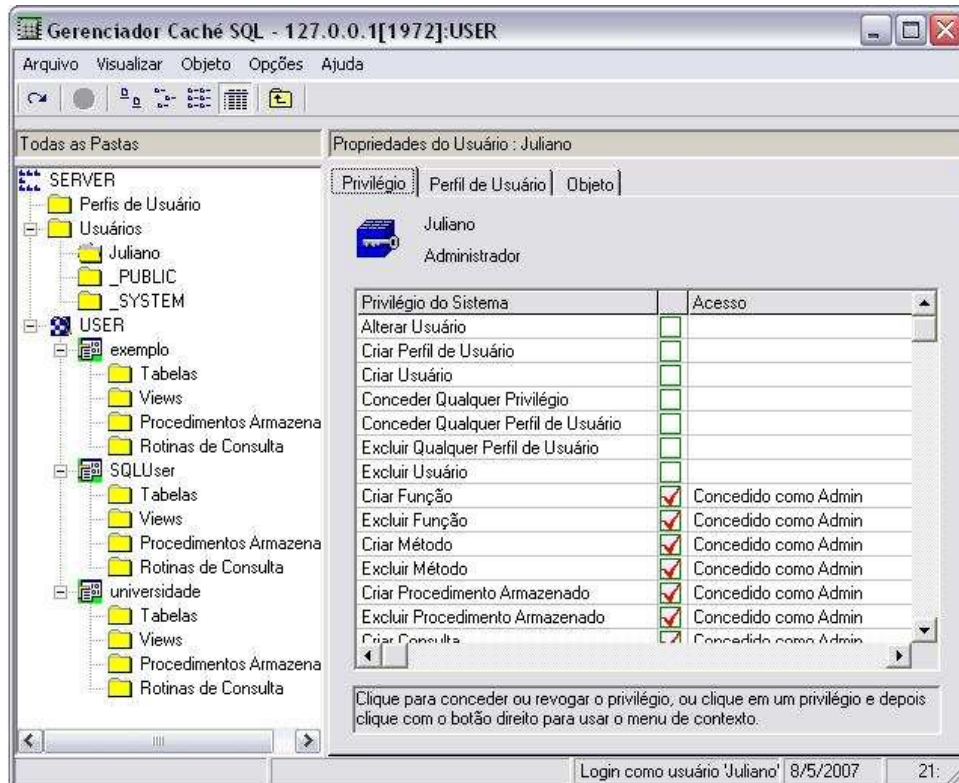 Gerenciador Caché SQL - 127.0.0.1[1972]:USER
Arquivo Visualizar Objeto Opções Ajuda
Todas as Pastas
SERVER
Perfis de Usuário
Usuários
Juliano
_PUBLIC
_SYSTEM
USER
exemplo
Tabelas
Views
Procedimentos Armazena
Rotinas de Consulta
SQLUser
Tabelas
Views
Procedimentos Armazena
Rotinas de Consulta
universidade
Tabelas
Views
Procedimentos Armazena
Rotinas de Consulta
Propriedades do Usuário : Juliano
Privilégio Perfil de Usuário Objeto
Juliano
Administrador
Privilégio do Sistema Acesso
Alterar Usuário
Criar Perfil de Usuário
Criar Usuário
Conceder Qualquer Privilégio
Conceder Qualquer Perfil de Usuário
Excluir Qualquer Perfil de Usuário
Excluir Usuário
Criar Função Concedido como Admin
Excluir Função Concedido como Admin
Criar Método Concedido como Admin
Excluir Método Concedido como Admin
Criar Procedimento Armazenado Concedido como Admin
Excluir Procedimento Armazenado Concedido como Admin
Criar Consulta Concedido como Admin
Clique para conceder ou revogar o privilégio, ou clique em um privilégio e depois
clique com o botão direito para usar o menu de contexto.
Login como usuário 'Juliano' 8/5/2007 21: